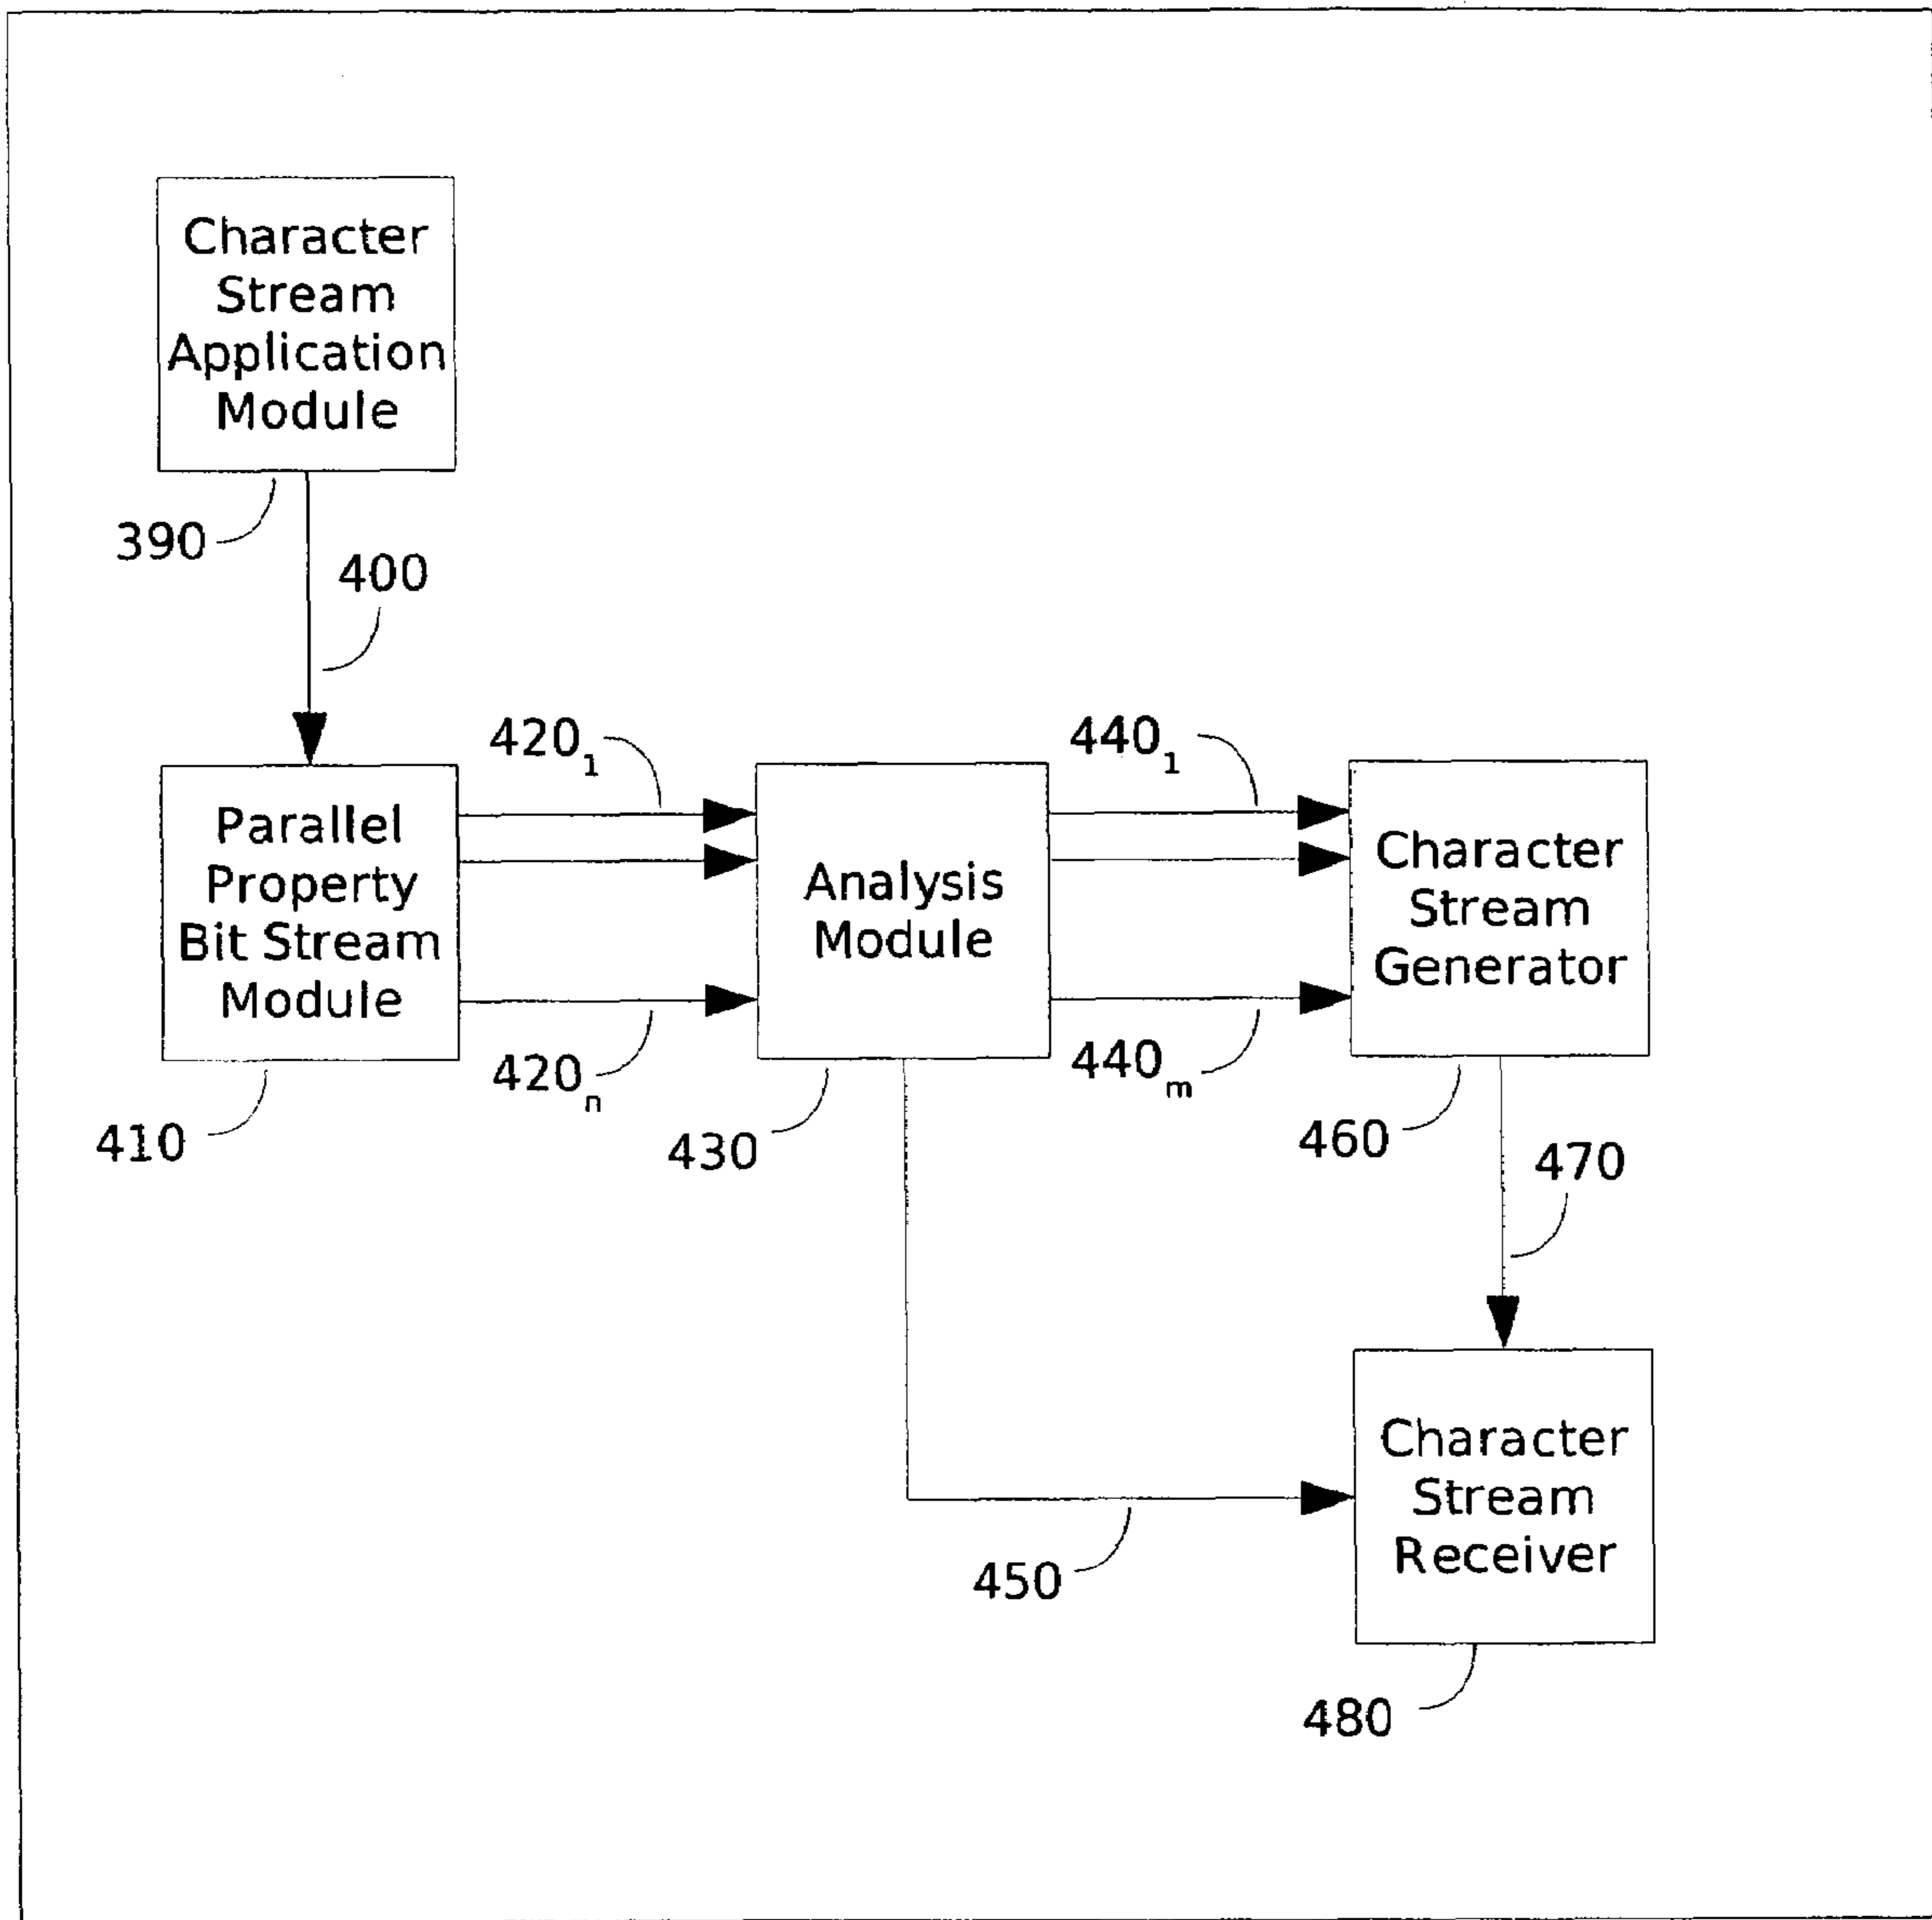 Character
Stream
Application
Module
390
400
420₁
440₁
Parallel
Property
Bit Stream
Module
Analysis
Module
Character
Stream
Generator
420ₙ
440ₘ
410
430
460
470
Character
Stream
Receiver
450
480